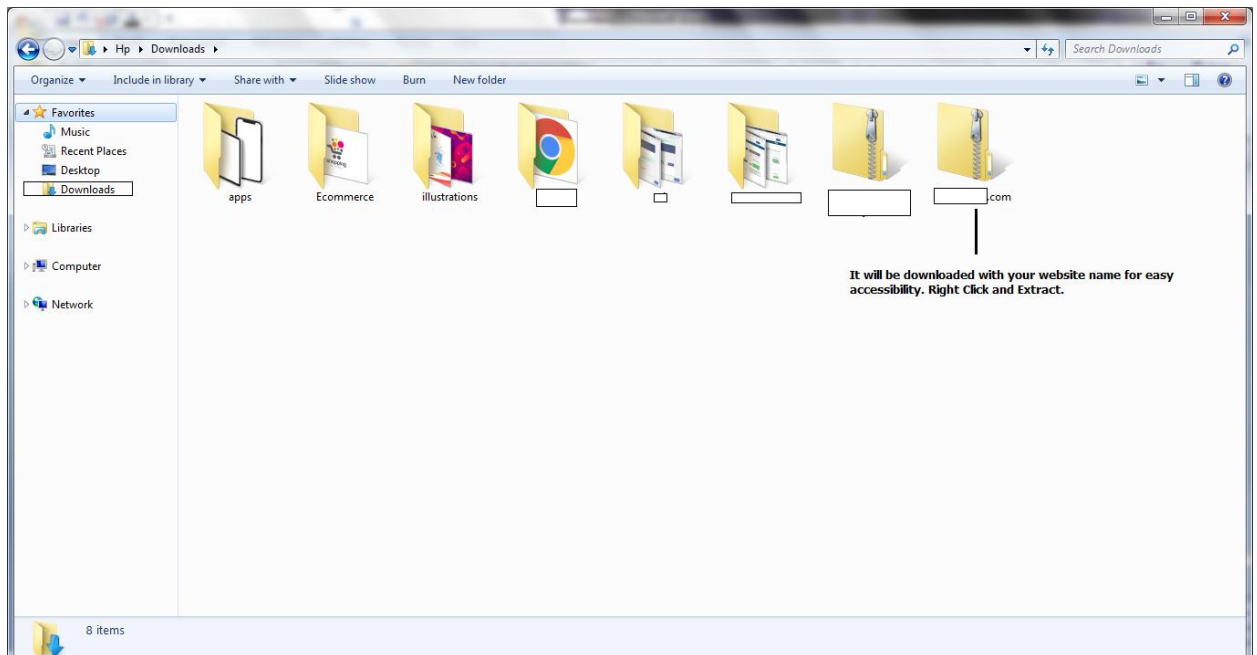 Hp Downloads
Search Downloads
Organize Include in library Share with Slide show Burn New folder
Favorites
Music
Recent Places
Desktop
Downloads
Libraries
Computer
Network
apps
Ecommerce
shopping
illustrations
.com
It will be downloaded with your website name for easy
accessibility. Right Click and Extract.
8 items